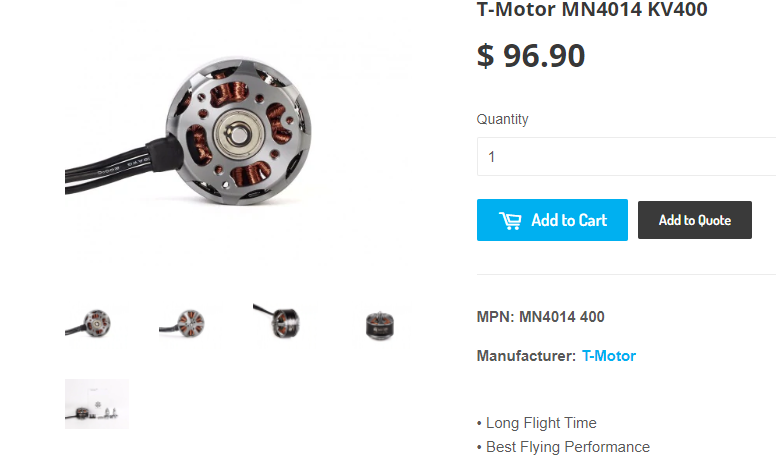 T-Motor MN4014 KV400
$ 96.90
Quantity
1
Add to Cart
Add to Quote
MPN: MN4014 400
Manufacturer: T-Motor
• Long Flight Time
• Best Flying Performance